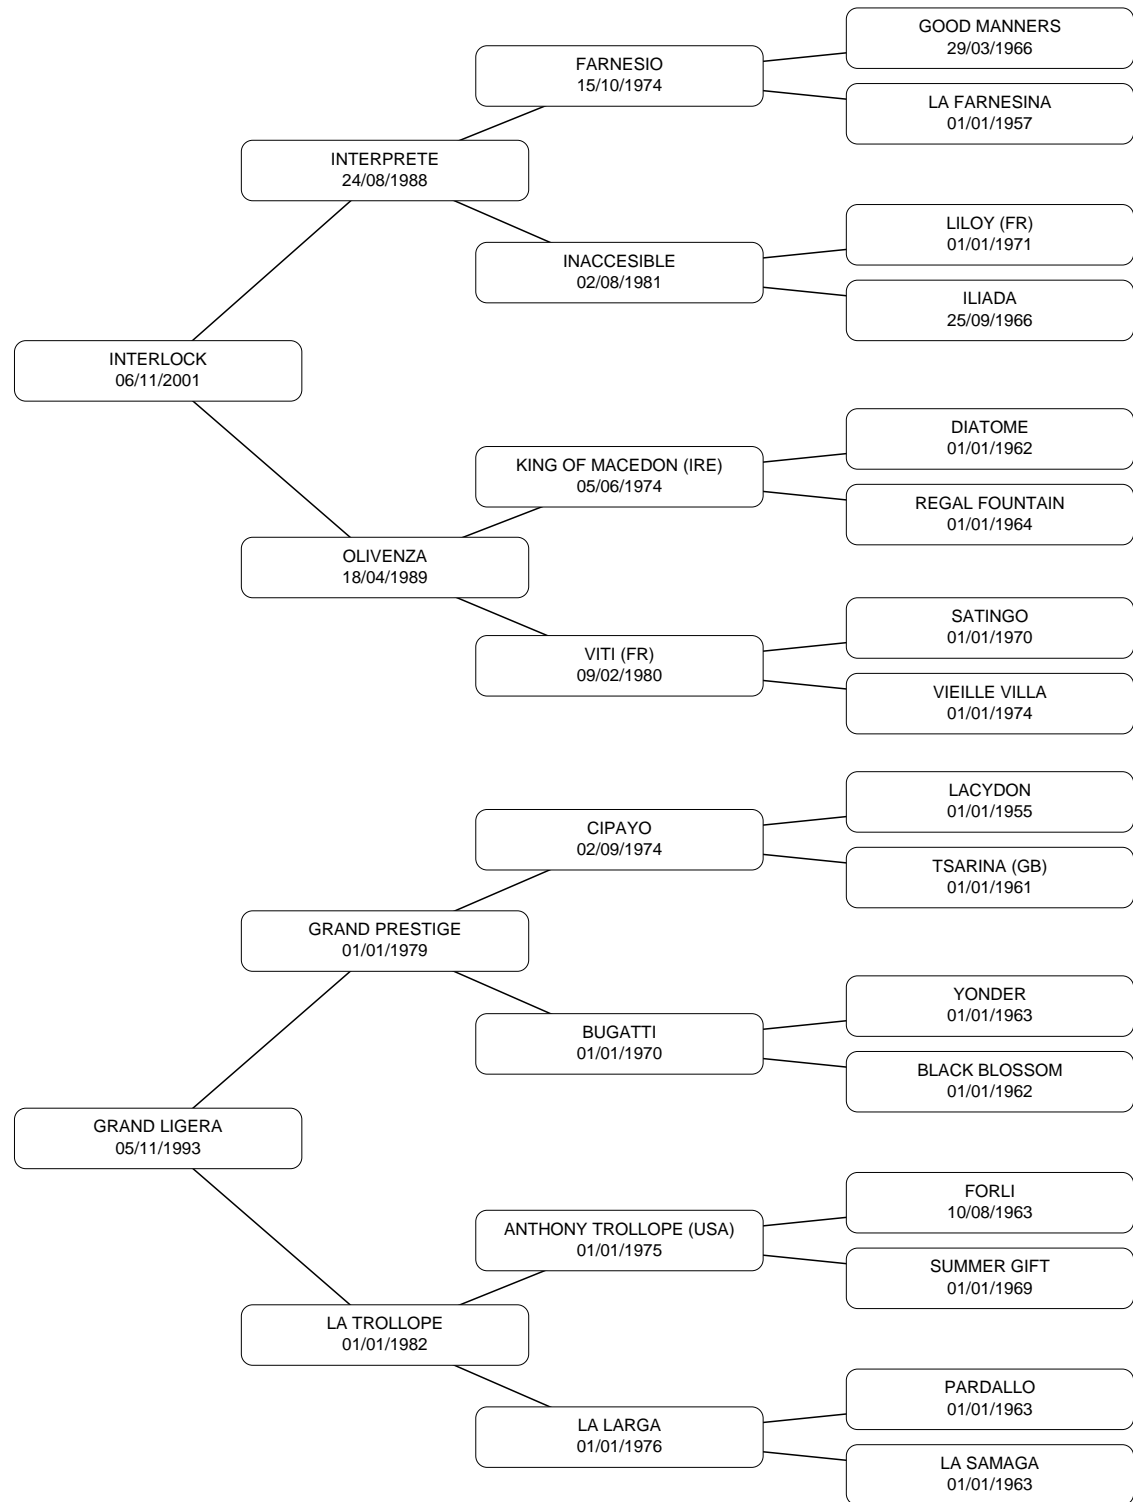 GOOD MANNERS
29/03/1966
FARNESIO
15/10/1974
LA FARNESINA
01/01/1957
INTERPRETE
24/08/1988
LILOY (FR)
01/01/1971
INACCESIBLE
02/08/1981
ILIADA
25/09/1966
INTERLOCK
06/11/2001
DIATOME
01/01/1962
KING OF MACEDON (IRE)
05/06/1974
REGAL FOUNTAIN
01/01/1964
OLIVENZA
18/04/1989
SATINGO
01/01/1970
VITI (FR)
09/02/1980
VIEILLE VILLA
01/01/1974
LACYDON
01/01/1955
CIPAYO
02/09/1974
TSARINA (GB)
01/01/1961
GRAND PRESTIGE
01/01/1979
YONDER
01/01/1963
BUGATTI
01/01/1970
BLACK BLOSSOM
01/01/1962
GRAND LIGERA
05/11/1993
FORLI
10/08/1963
ANTHONY TROLLOPE (USA)
01/01/1975
SUMMER GIFT
01/01/1969
LA TROLLOPE
01/01/1982
PARDALLO
01/01/1963
LA LARGA
01/01/1976
LA SAMAGA
01/01/1963